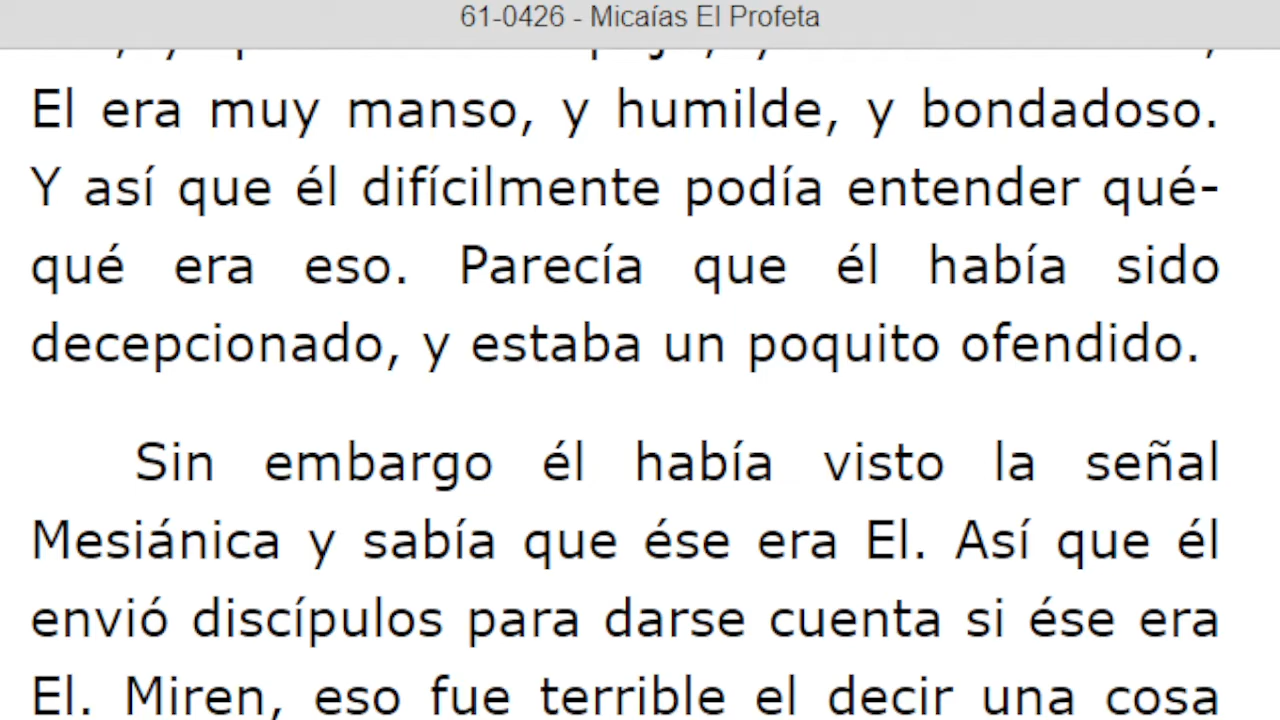 61-0426 - Micaías El Profeta
El era muy manso, y humilde, y bondadoso.
Y así que él difícilmente podía entender qué-
qué era eso. Parecía que él había sido
decepcionado, y estaba un poquito ofendido.
Sin embargo él había visto la señal
Mesiánica y sabía que ése era El. Así que él
envió discípulos para darse cuenta si ése era
El. Miren, eso fue terrible el decir una cosa